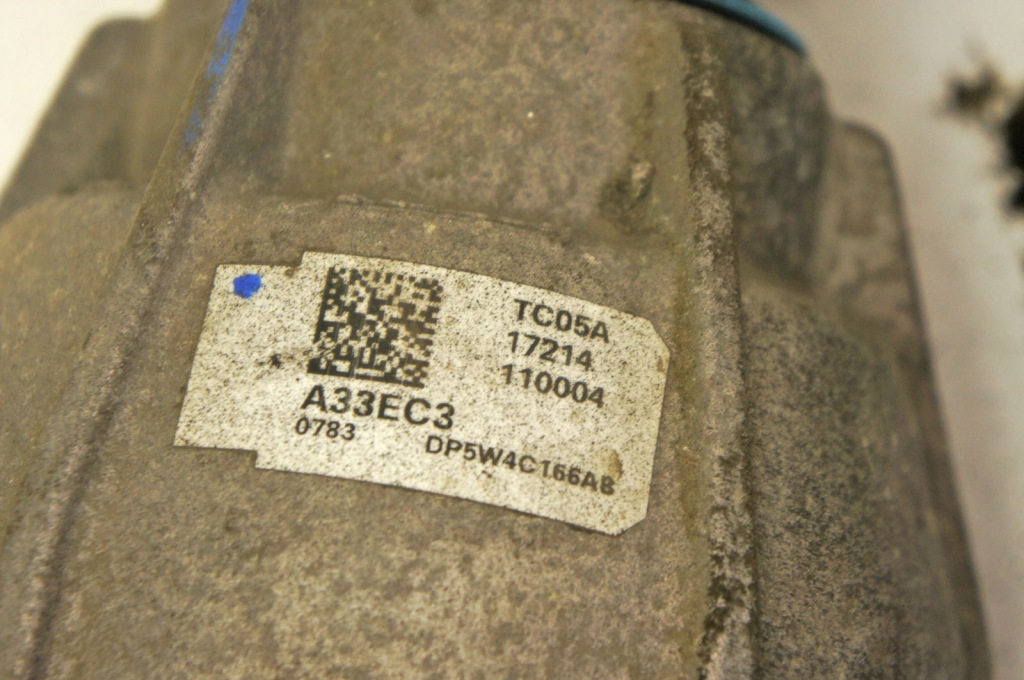 TC05A
17214
110004
A33EC3
0783
DP5W4C166AB